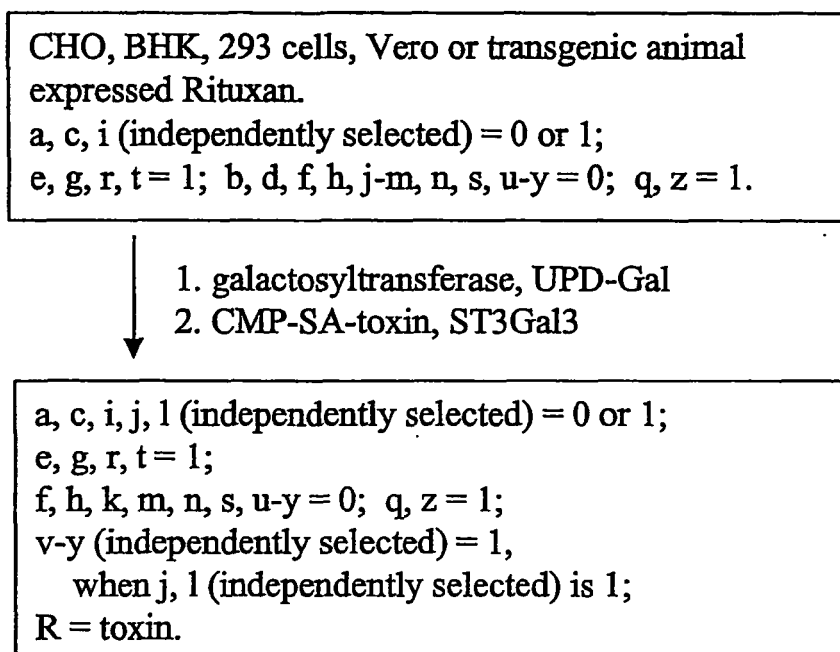 CHO, BHK, 293 cells, Vero or transgenic animal
expressed Rituxan.
a, c, i (independently selected) = 0 or 1;
e, g, r, t = 1; b, d, f, h, j-m, n, s, u-y = 0; q, z = 1.
1. galactosyltransferase, UPD-Gal
2. CMP-SA-toxin, ST3Gal3
a, c, i, j, l (independently selected) = 0 or 1;
e, g, r, t = 1;
f, h, k, m, n, s, u-y = 0; q, z = 1;
v-y (independently selected) = 1,
when j, l (independently selected) is 1;
R = toxin.